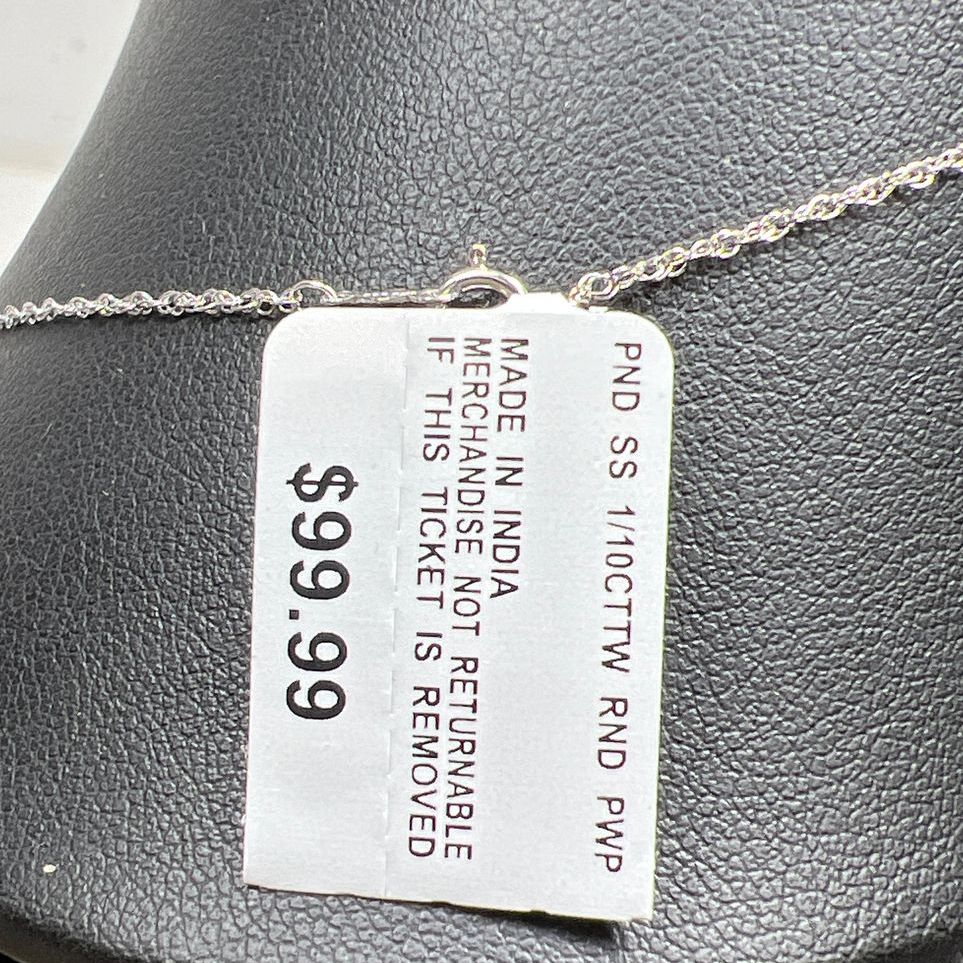 PND SS 1/10CTTW RND PWP
MADE IN INDIA
MERCHANDISE NOT RETURNABLE
IF THIS TICKET IS REMOVED
$99.99